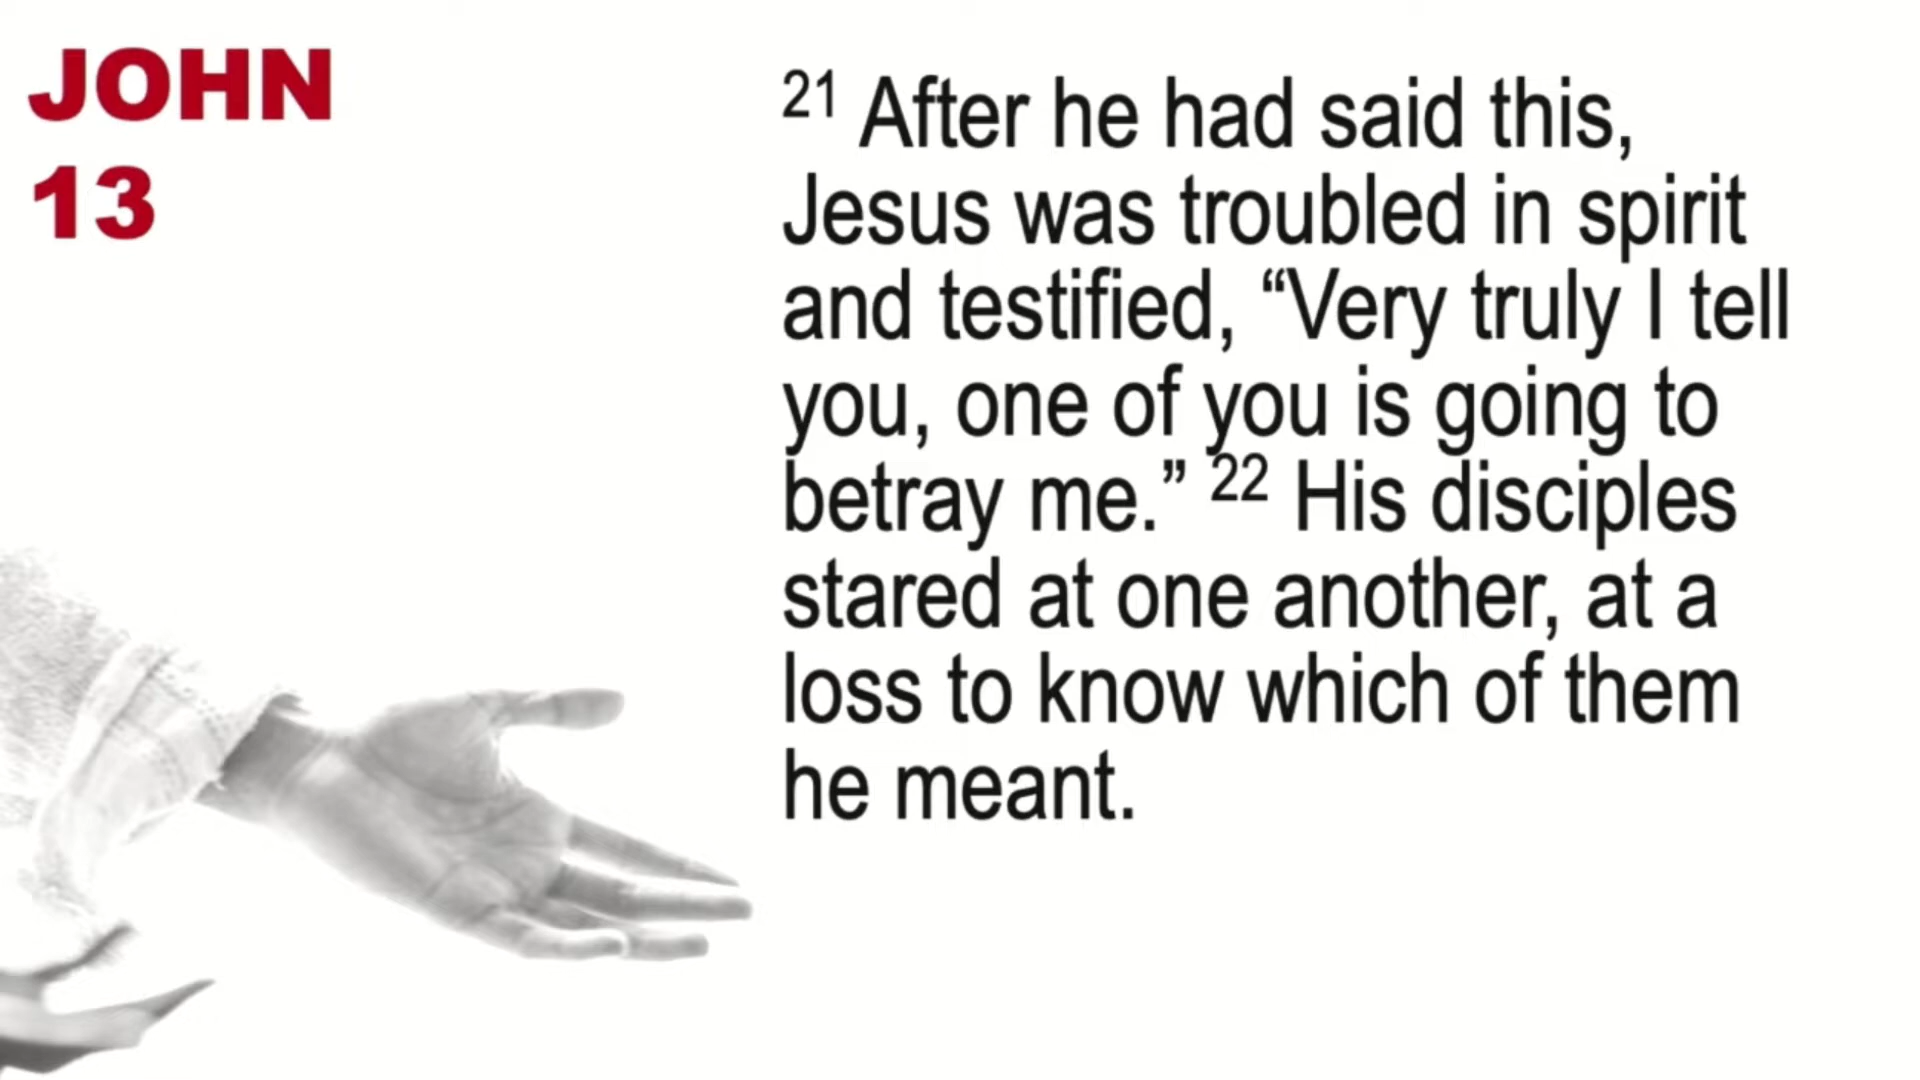 JOHN
13
21 After he had said this,
Jesus was troubled in spirit
and testified, “Very truly I tell
you, one of you is going to
betray me.” 22 His disciples
stared at one another, at a
loss to know which of them
he meant.